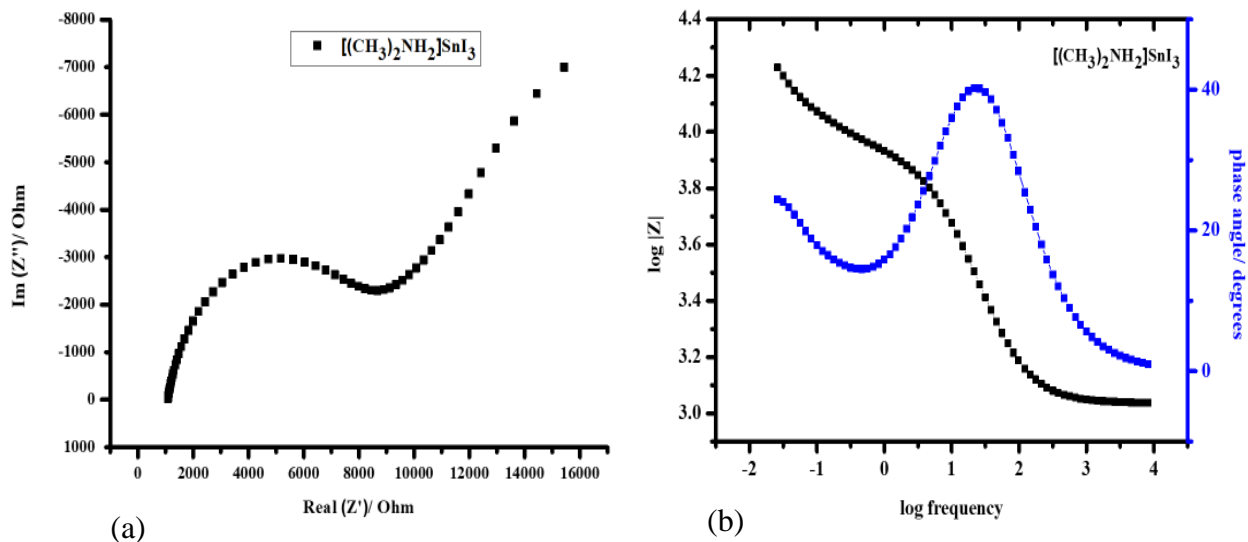 -8000
-7000
-6000
-5000
-4000
-3000
-2000
-1000
0
1000
[(CH3)2NH2]SnI3
Im (Z'')/ Ohm
0 2000 4000 6000 8000 10000 12000 14000 16000
Real (Z')/ Ohm
(a)
4.4
4.2
4.0
3.8
3.6
3.4
3.2
3.0
log |Z|
[(CH3)2NH2]SnI3
40
20
0
phase angle/ degrees
-2 -1 0 1 2 3 4
log frequency
(b)